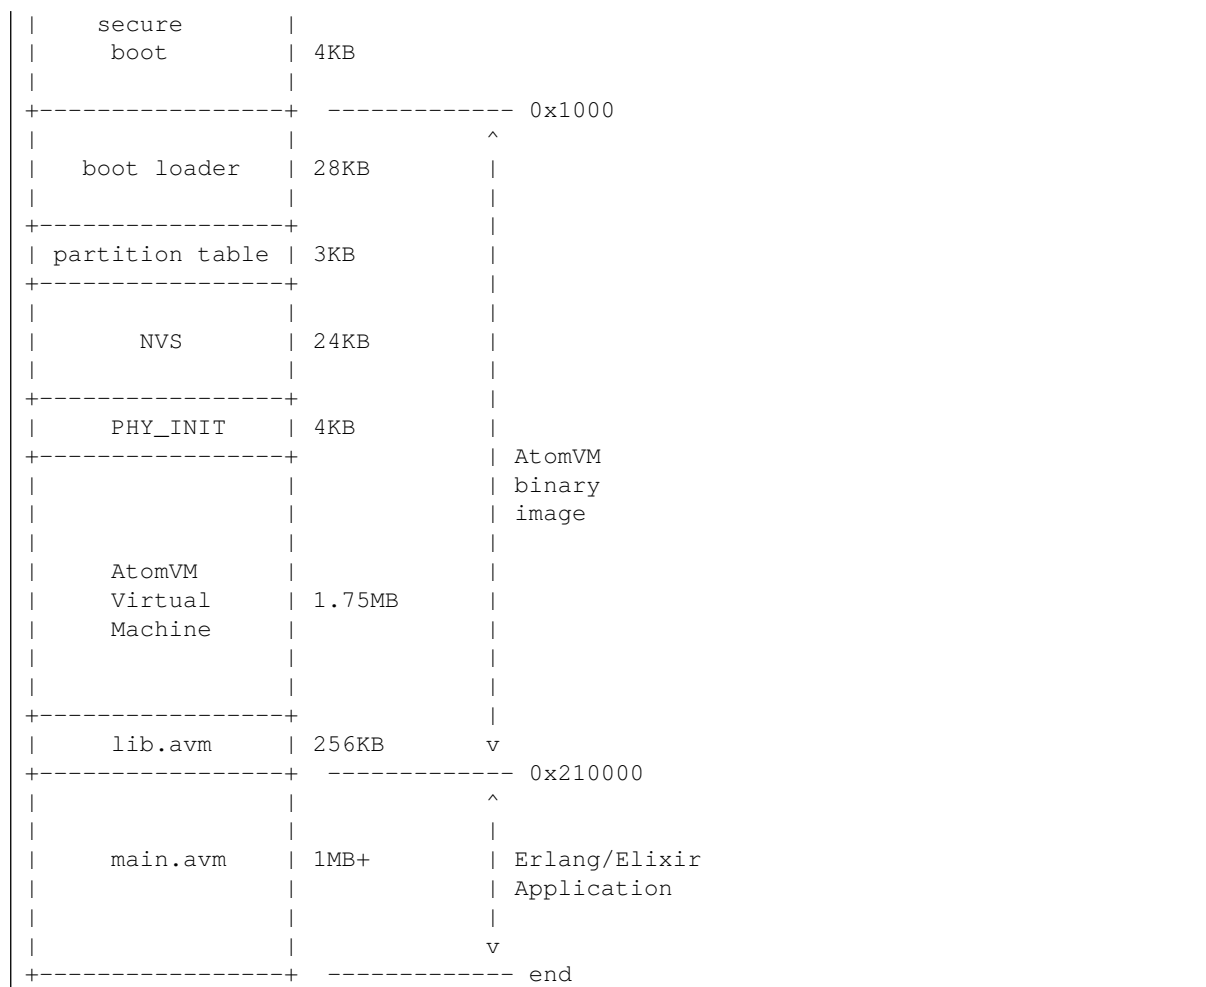 |     secure      |
|      boot       | 4KB
|                 |
+-----------------+  ------------- 0x1000
|                 |             ^
|   boot loader   | 28KB        |
|                 |             |
+-----------------+             |
| partition table | 3KB         |
+-----------------+             |
|                 |             |
|       NVS       | 24KB        |
|                 |             |
+-----------------+             |
|     PHY_INIT    | 4KB         |
+-----------------+             | AtomVM
|                 |             | binary
|                 |             | image
|                 |             |
|     AtomVM      |             |
|     Virtual     | 1.75MB      |
|     Machine     |             |
|                 |             |
|                 |             |
+-----------------+             |
|     lib.avm     | 256KB       v
+-----------------+  ------------- 0x210000
|                 |             ^
|                 |             |
|     main.avm    | 1MB+        | Erlang/Elixir
|                 |             | Application
|                 |             |
|                 |             v
+-----------------+  ------------- end